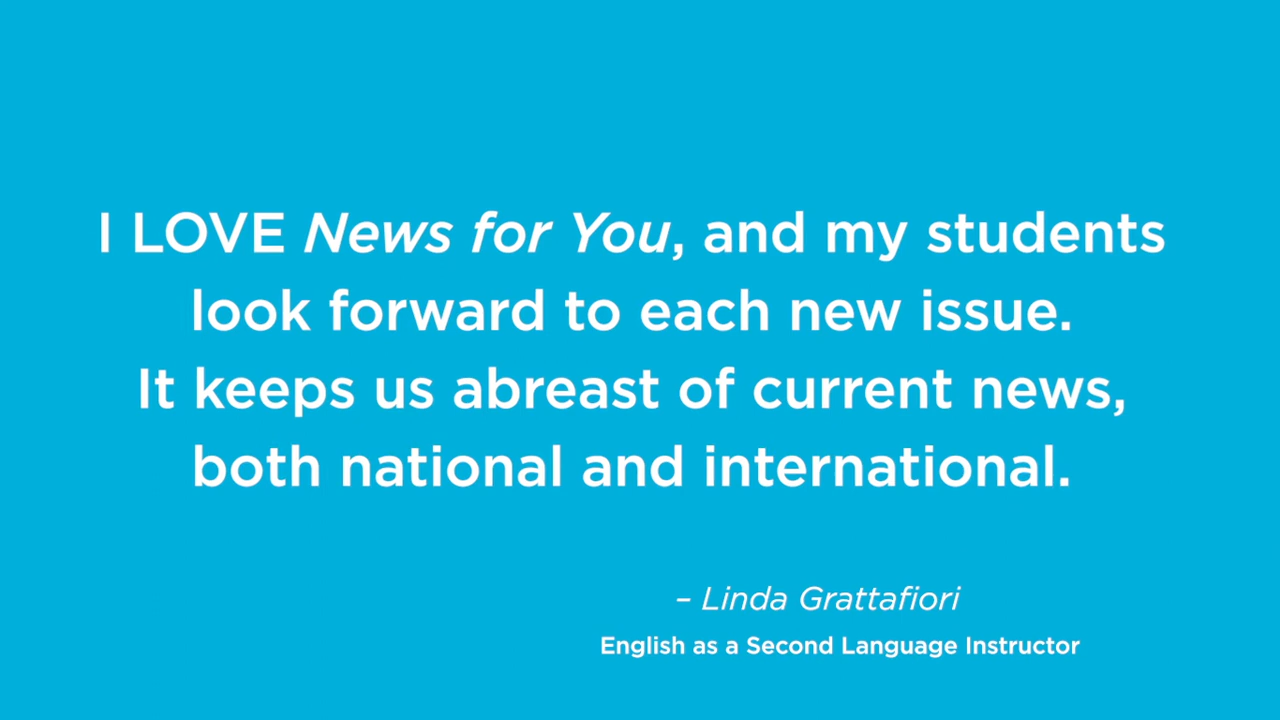 I LOVE News for You, and my students
look forward to each new issue.
It keeps us abreast of current news,
both national and international.
– Linda Grattafiori
English as a Second Language Instructor